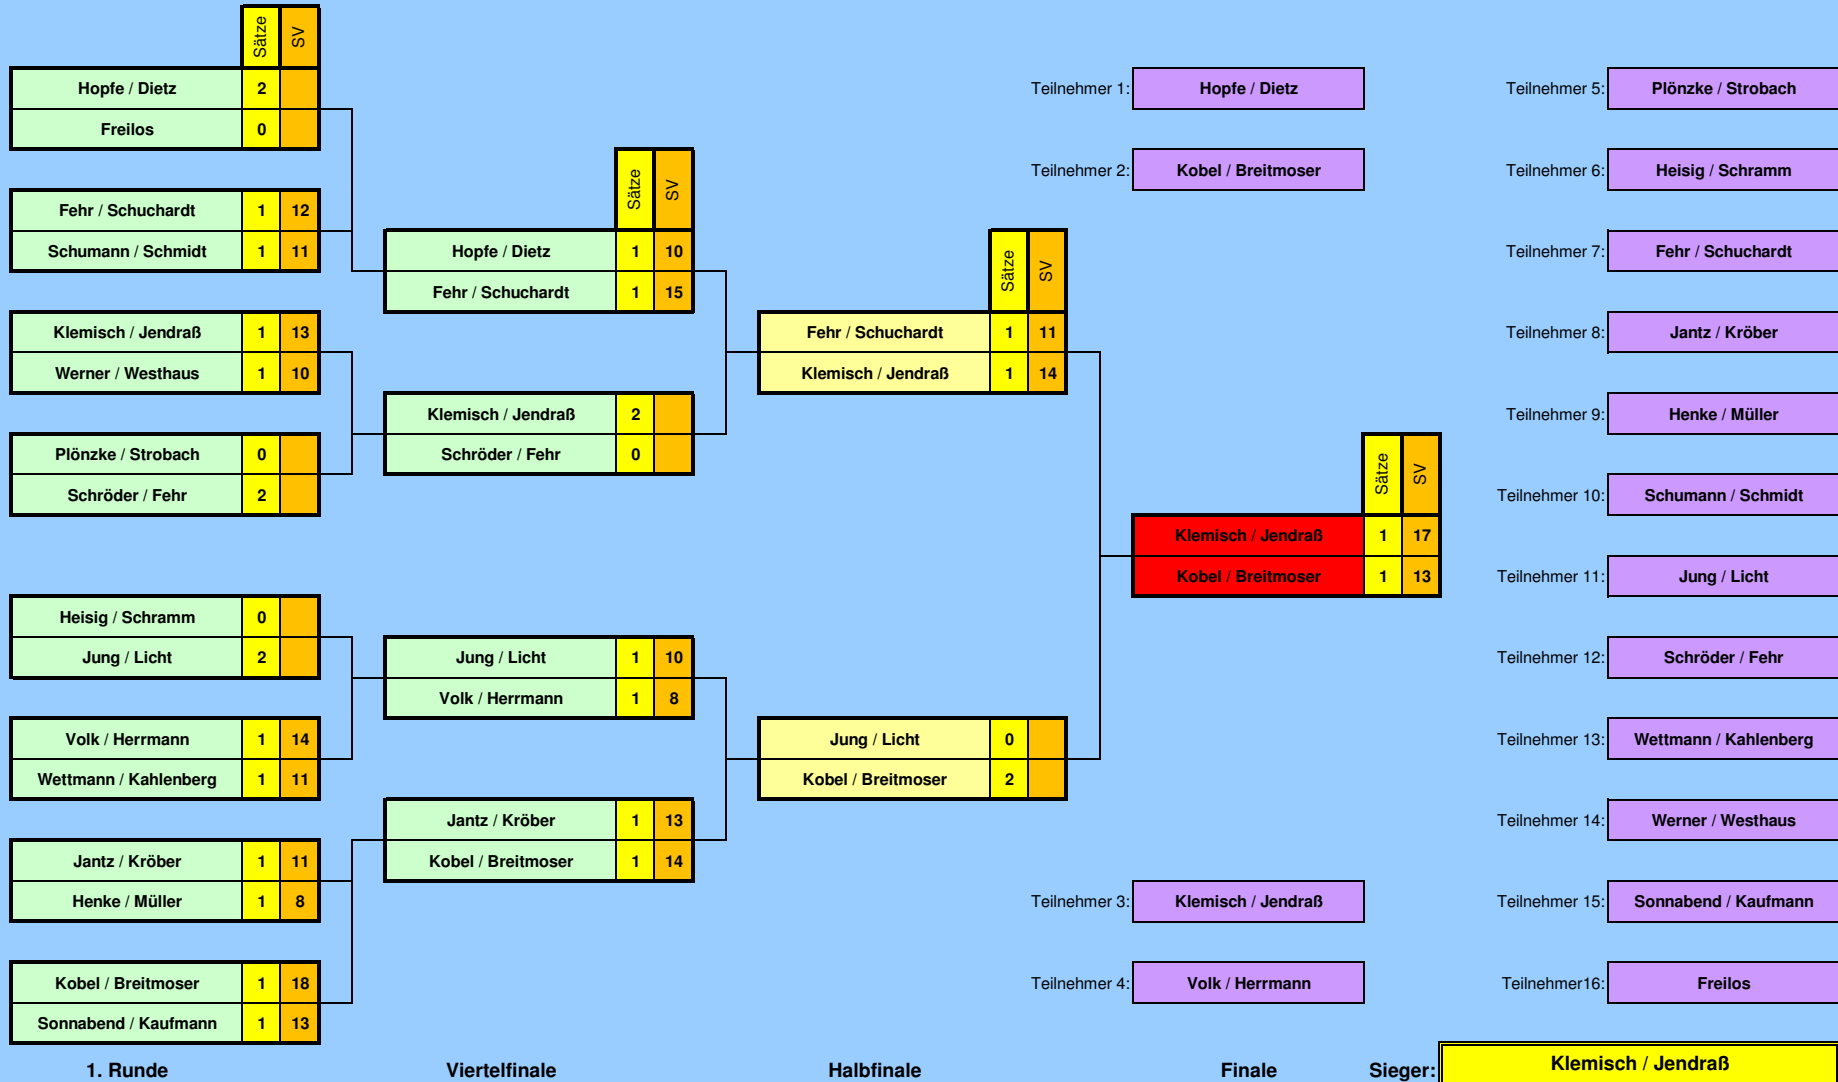 Sätze SV
Hopfe / Dietz 2
Freilos 0
Fehr / Schuchardt 1 12
Schumann / Schmidt 1 11
Klemisch / Jendraß 1 13
Werner / Westhaus 1 10
Plönzke / Strobach 0
Schröder / Fehr 2
Heisig / Schramm 0
Jung / Licht 2
Volk / Herrmann 1 14
Wettmann / Kahlenberg 1 11
Jantz / Kröber 1 11
Henke / Müller 1 8
Kobel / Breitmoser 1 18
Sonnabend / Kaufmann 1 13
1. Runde
Sätze SV
Hopfe / Dietz 1 10
Fehr / Schuchardt 1 15
Klemisch / Jendraß 2
Schröder / Fehr 0
Jung / Licht 1 10
Volk / Herrmann 1 8
Jantz / Kröber 1 13
Kobel / Breitmoser 1 14
Viertelfinale
Sätze SV
Fehr / Schuchardt 1 11
Klemisch / Jendraß 1 14
Jung / Licht 0
Kobel / Breitmoser 2
Halbfinale
Teilnehmer 1: Hopfe / Dietz
Teilnehmer 2: Kobel / Breitmoser
Sätze SV
Klemisch / Jendraß 1 17
Kobel / Breitmoser 1 13
Teilnehmer 3: Klemisch / Jendraß
Teilnehmer 4: Volk / Herrmann
Finale
Teilnehmer 5: Plönzke / Strobach
Teilnehmer 6: Heisig / Schramm
Teilnehmer 7: Fehr / Schuchardt
Teilnehmer 8: Jantz / Kröber
Teilnehmer 9: Henke / Müller
Teilnehmer 10: Schumann / Schmidt
Teilnehmer 11: Jung / Licht
Teilnehmer 12: Schröder / Fehr
Teilnehmer 13: Wettmann / Kahlenberg
Teilnehmer 14: Werner / Westhaus
Teilnehmer 15: Sonnabend / Kaufmann
Teilnehmer16: Freilos
Sieger: Klemisch / Jendraß